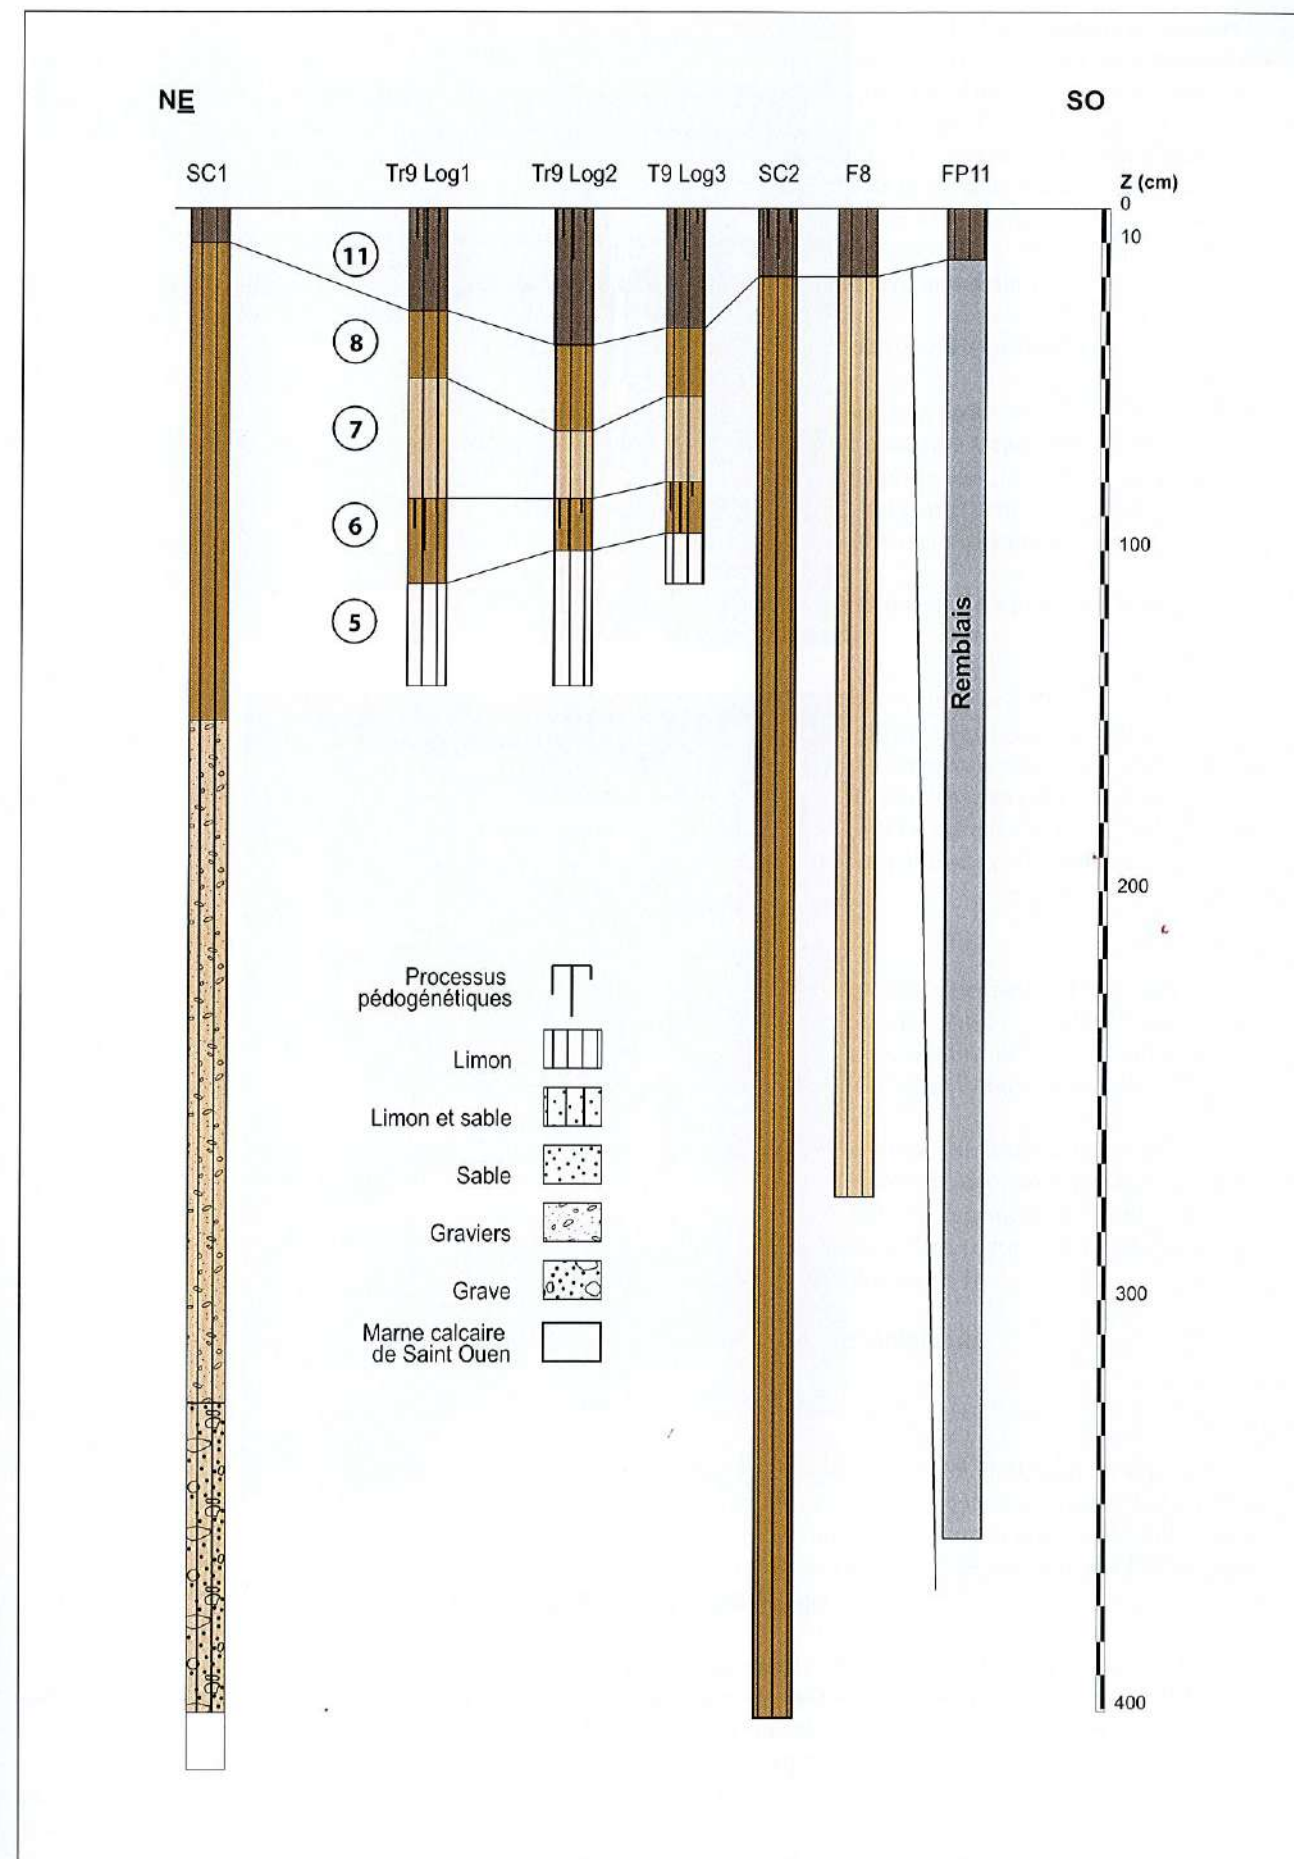 NE SO
SC1 Tr9 Log1 Tr9 Log2 T9 Log3 SC2 F8 FP11
Z (cm)
0
10
11
8
7
6
100
5
Remblais
200
Processus
pédogénétiques
Limon
Limon et sable
Sable
Graviers
Grave
300
Marne calcaire
de Saint Ouen
400